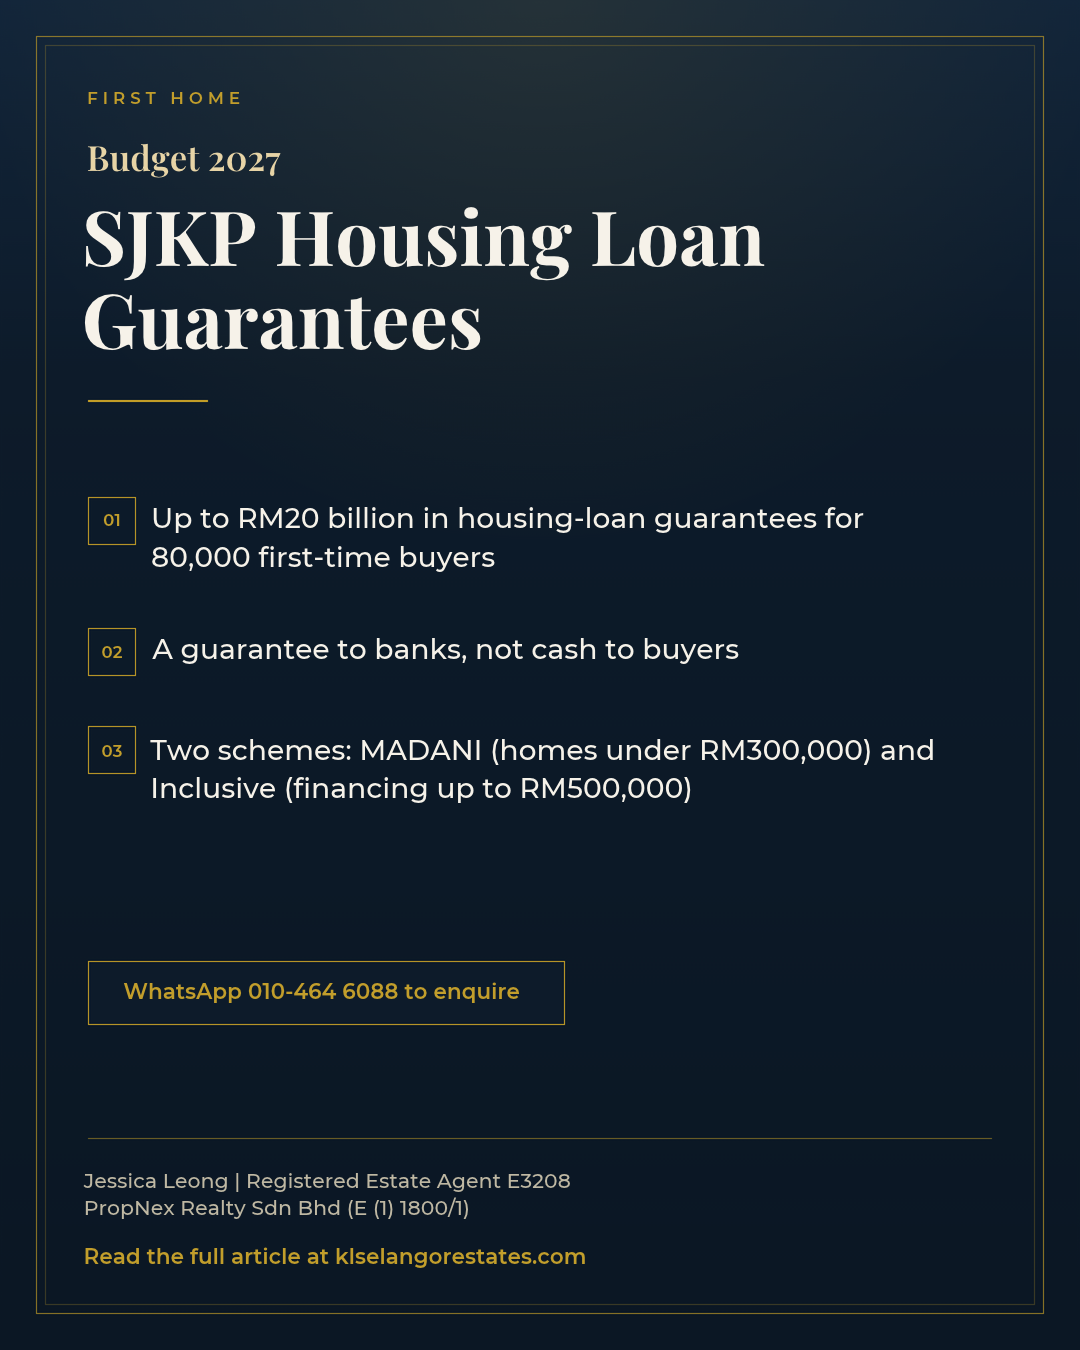 FIRST HOME
Budget 2027
SJKP Housing Loan
Guarantees
01
Up to RM20 billion in housing-loan guarantees for
80,000 first-time buyers
02
A guarantee to banks, not cash to buyers
03
Two schemes: MADANI (homes under RM300,000) and
Inclusive (financing up to RM500,000)
WhatsApp 010-464 6088 to enquire
Jessica Leong | Registered Estate Agent E3208
PropNex Realty Sdn Bhd (E (1) 1800/1)
Read the full article at klselangorestates.com